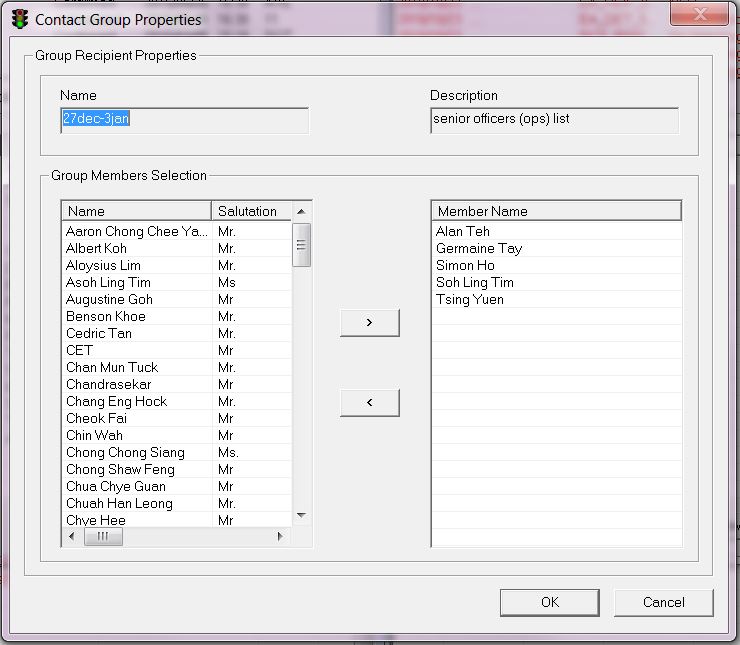 Contact Group Properties
Group Recipient Properties
Name
Description
27dec-3jan
senior officers (ops) list
Group Members Selection
Name Salutation
Aaron Chong Chee Ya... Mr.
Albert Koh Mr.
Aloysius Lim Mr.
Asoh Ling Tim Ms
Augustine Goh Mr
Benson Khoe Mr.
Cedric Tan Mr.
CET Mr
Chan Mun Tuck Mr.
Chandrasekar Mr
Chang Eng Hock Mr.
Cheok Fai Mr
Chin Wah Mr
Chong Chong Siang Ms.
Chong Shaw Feng Mr
Chua Chye Guan Mr
Chuah Han Leong Mr.
Chye Hee Mr
>
<
Member Name
Alan Teh
Germaine Tay
Simon Ho
Soh Ling Tim
Tsing Yuen
OK
Cancel